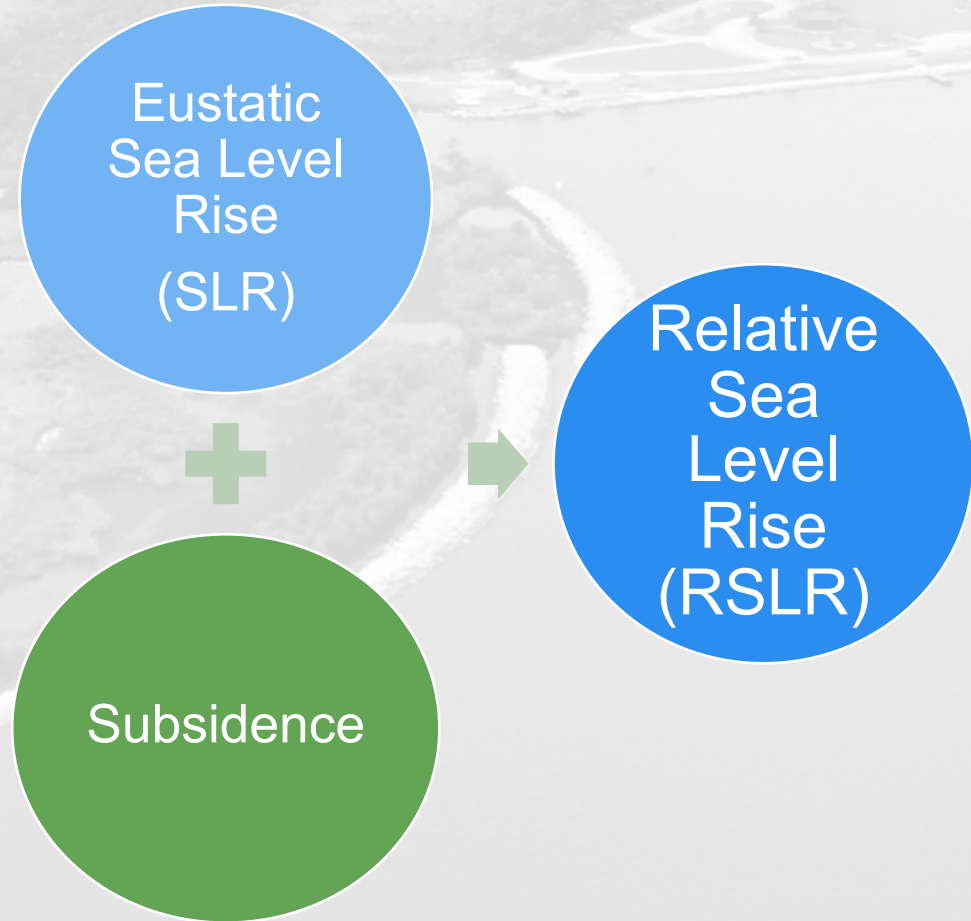 Eustatic
Sea Level
Rise
(SLR)
Subsidence
Relative
Sea
Level
Rise
(RSLR)